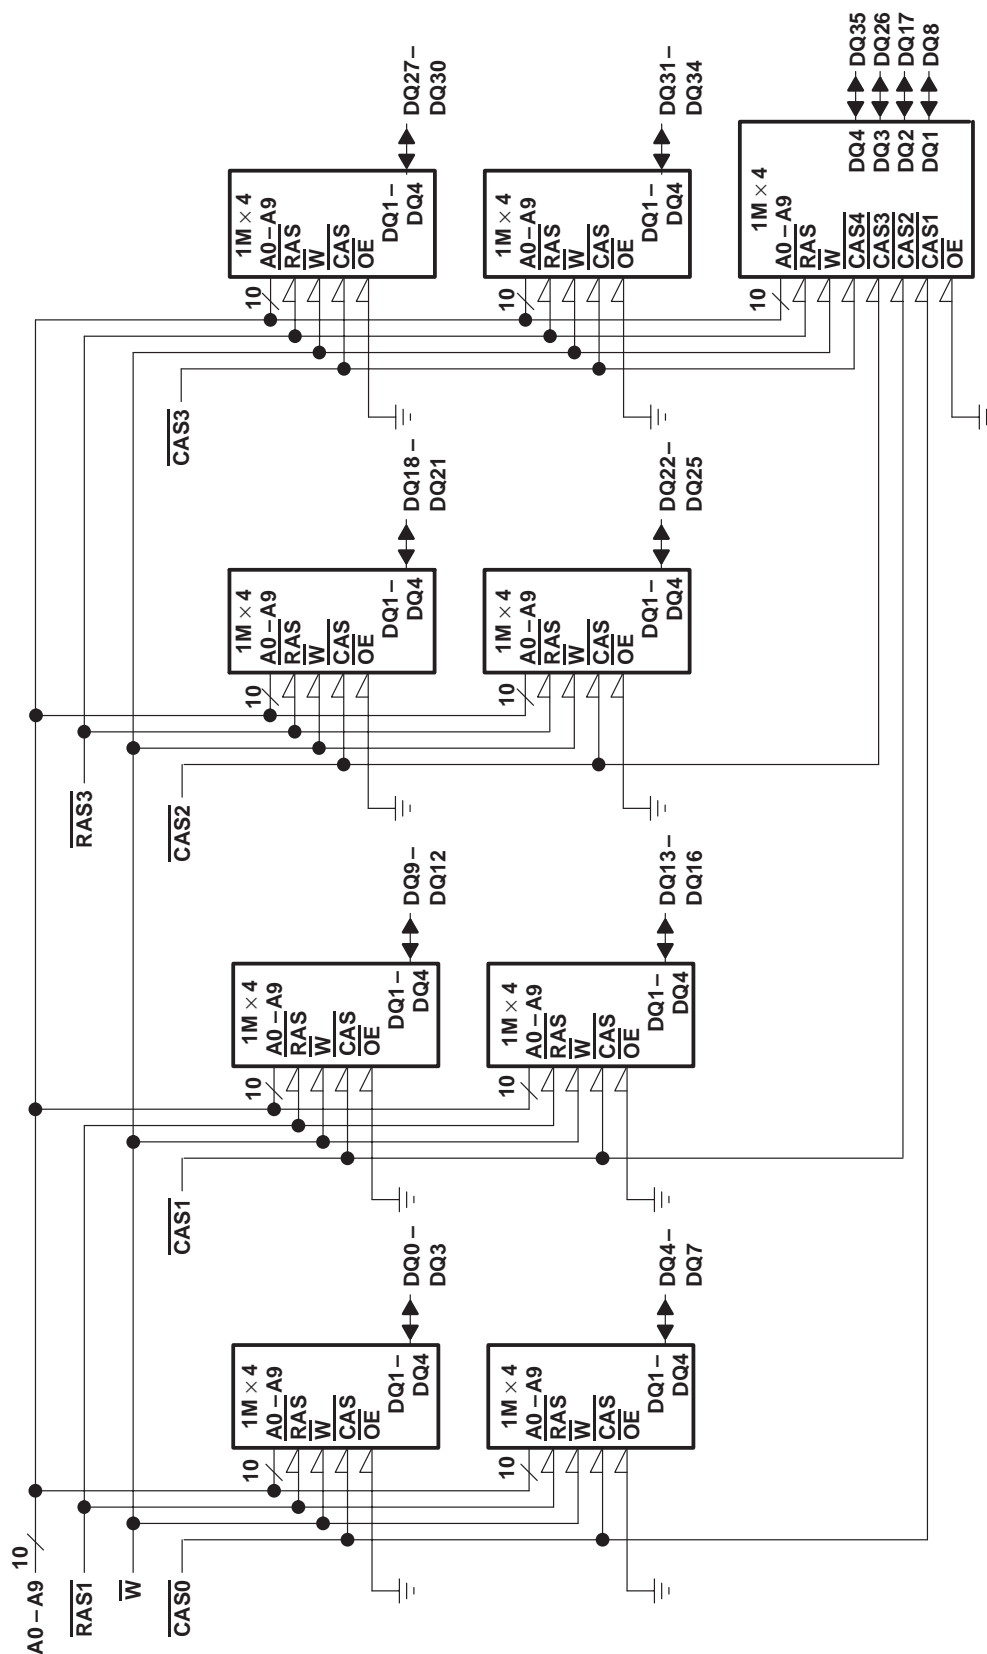 A0–A9
10
RAS1
W
CAS0
10
1M × 4
A0–A9
RAS
W
CAS
OE
DQ1–
DQ4
DQ0–
DQ3
10
1M × 4
A0–A9
RAS
W
CAS
OE
DQ1–
DQ4
DQ4–
DQ7
CAS1
10
1M × 4
A0–A9
RAS
W
CAS
OE
DQ1–
DQ4
DQ9–
DQ12
10
1M × 4
A0–A9
RAS
W
CAS
OE
DQ1–
DQ4
DQ13–
DQ16
RAS3
CAS2
10
1M × 4
A0–A9
RAS
W
CAS
OE
DQ1–
DQ4
DQ18–
DQ21
10
1M × 4
A0–A9
RAS
W
CAS
OE
DQ1–
DQ4
DQ22–
DQ25
CAS3
10
1M × 4
A0–A9
RAS
W
CAS
OE
DQ1–
DQ4
DQ27–
DQ30
10
1M × 4
A0–A9
RAS
W
CAS
OE
DQ1–
DQ4
DQ31–
DQ34
10
1M × 4
A0–A9
RAS
W
CAS4
CAS3
CAS2
CAS1
OE
DQ4
DQ3
DQ2
DQ1
DQ35
DQ26
DQ17
DQ8